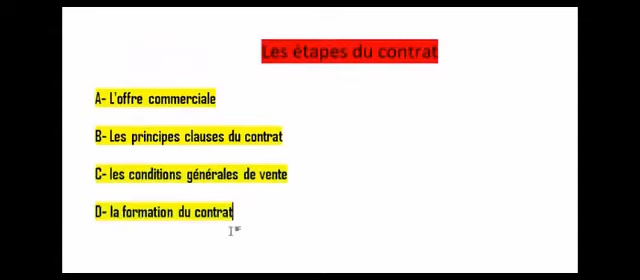 Les étapes du contrat
A- L'offre commerciale
B- Les principes clauses du contrat
C- les conditions générales de vente
D- la formation du contrat